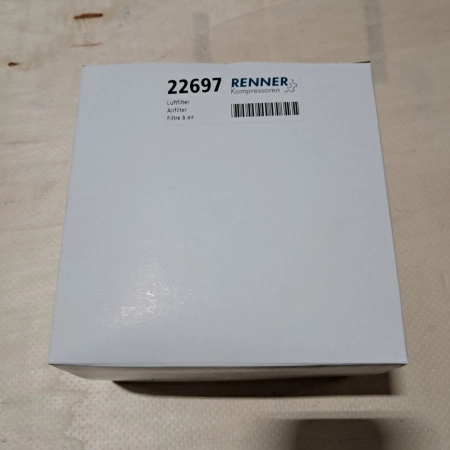 22697
RENNER
Kompressoren
Luftfilter
Airfilter
Filtre à air